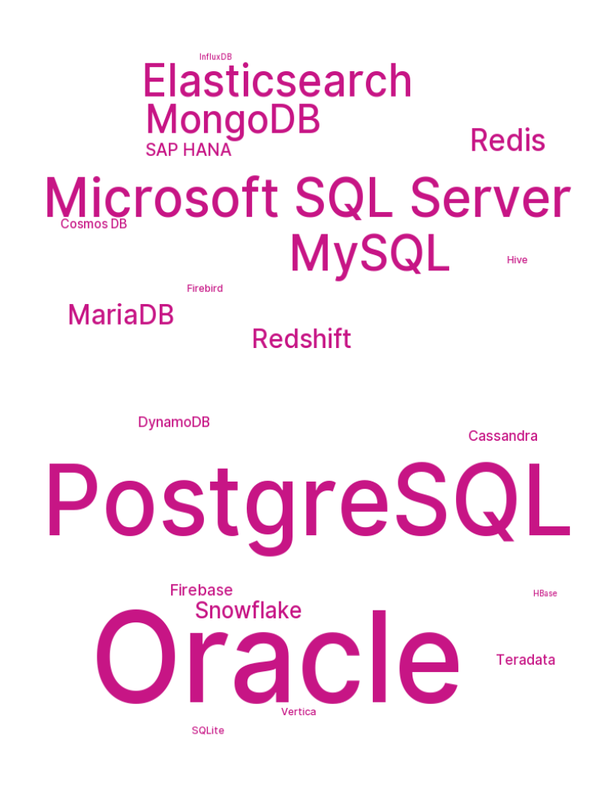 InfluxDB
Elasticsearch
MongoDB
Redis
SAP HANA
Microsoft SQL Server
Cosmos DB
MySQL
Hive
Firebird
MariaDB
Redshift
DynamoDB
Cassandra
PostgreSQL
Firebase
HBase
Snowflake
Oracle
Teradata
Vertica
SQLite